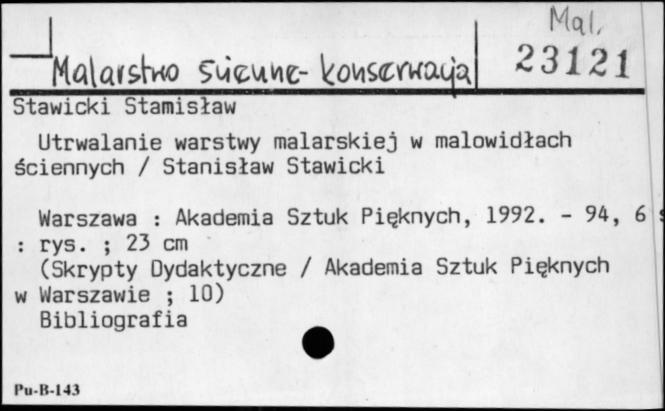 Mal.
23121
Malarstwo ścienne - konserwacja
Stawicki Stamisław
Utrwalanie warstwy malarskiej w malowidłach
ściennych / Stanisław Stawicki
Warszawa : Akademia Sztuk Pięknych, 1992. - 94, 6 s
: rys. ; 23 cm
(Skrypty Dydaktyczne / Akademia Sztuk Pięknych
w Warszawie ; 10)
Bibliografia
Pu-B-143